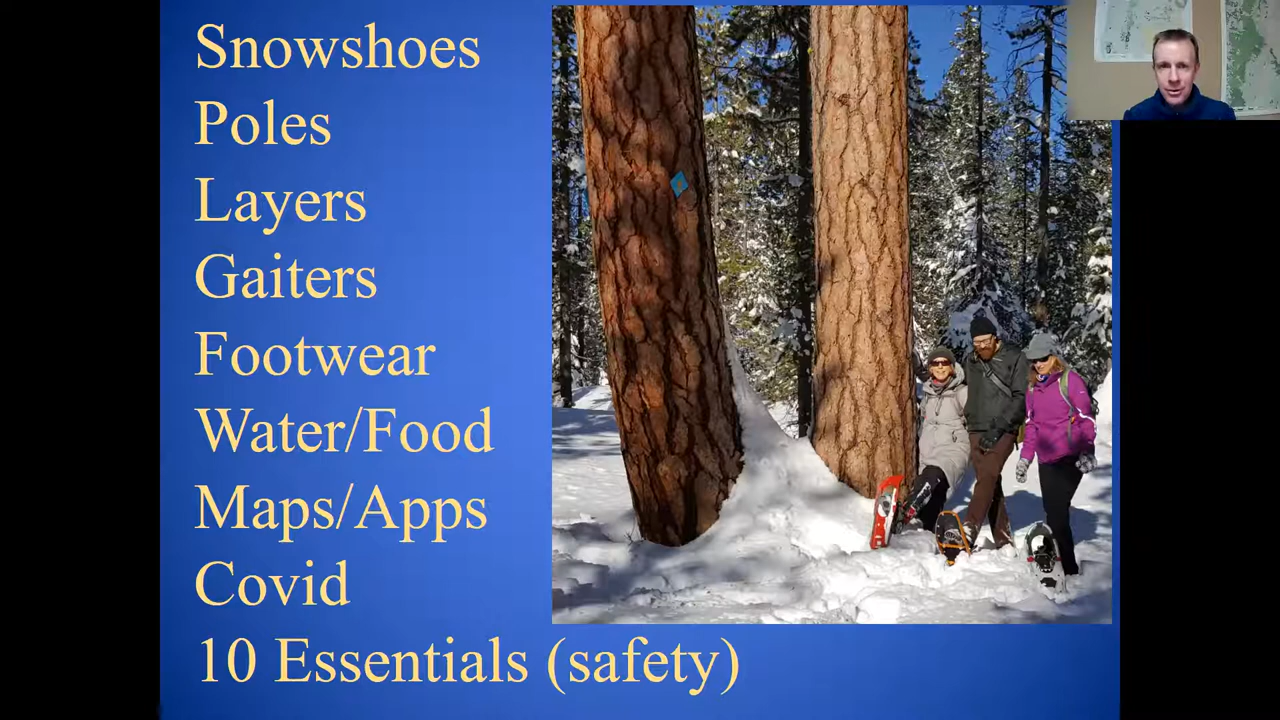 Snowshoes
Poles
Layers
Gaiters
Footwear
Water/Food
Maps/Apps
Covid
10 Essentials (safety)